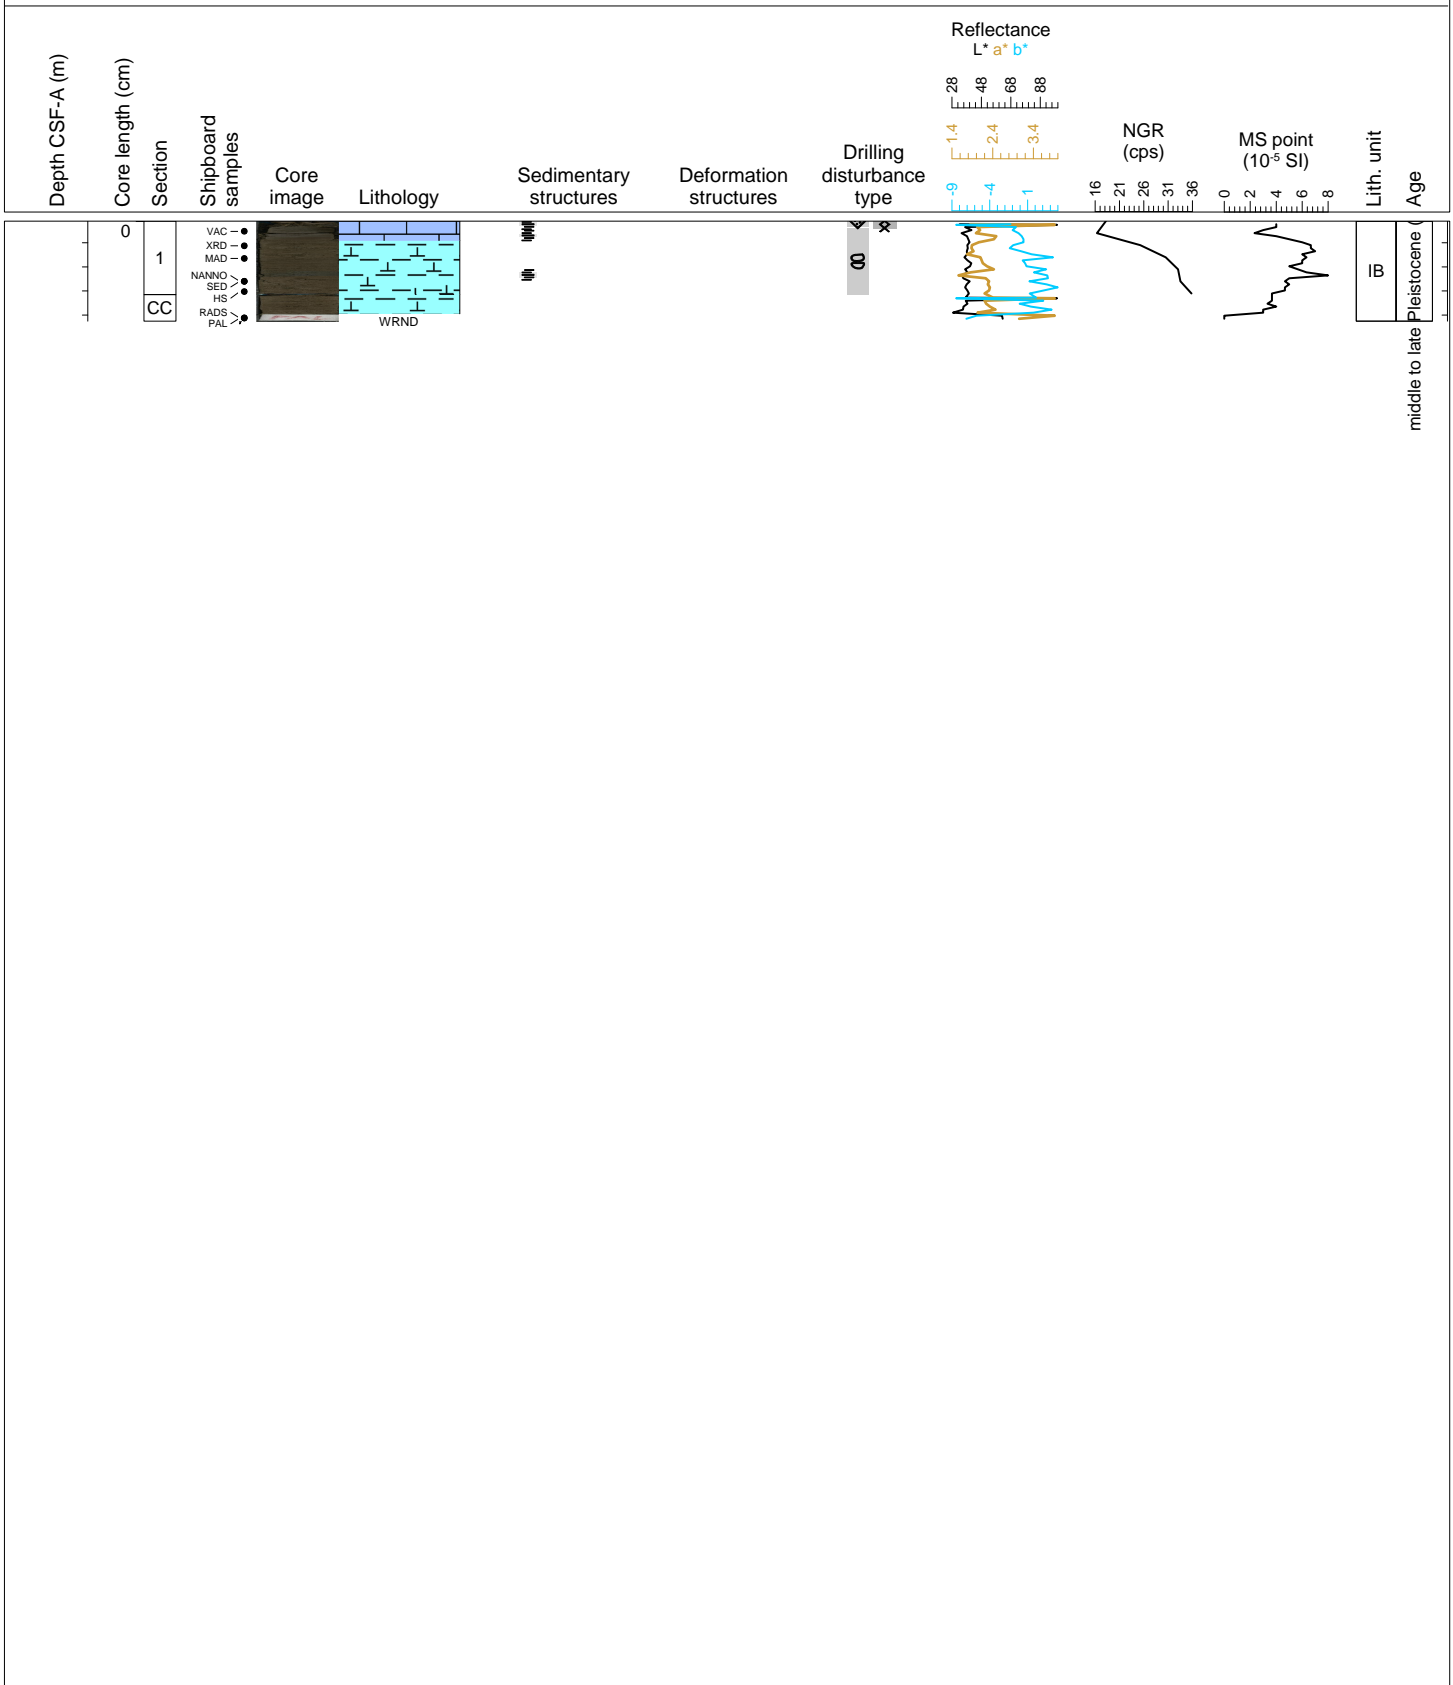 Depth CSF-A (m)
Core length (cm)
Section
Shipboard
samples
Core
image
Lithology
Sedimentary
structures
Deformation
structures
Drilling
disturbance
type
Reflectance
L* a* b*
28 48 68 88
1.4 2.4 3.4
-9 -4 1
NGR
(cps)
16 21 26 31 36
MS point
(10⁻⁵ SI)
0 2 4 6 8
Lith. unit
Age
0
1
CC
VAC
XRD
MAD
NANNO
SED
HS
RADS
PAL
WRND
IB
middle to late Pleistocene (